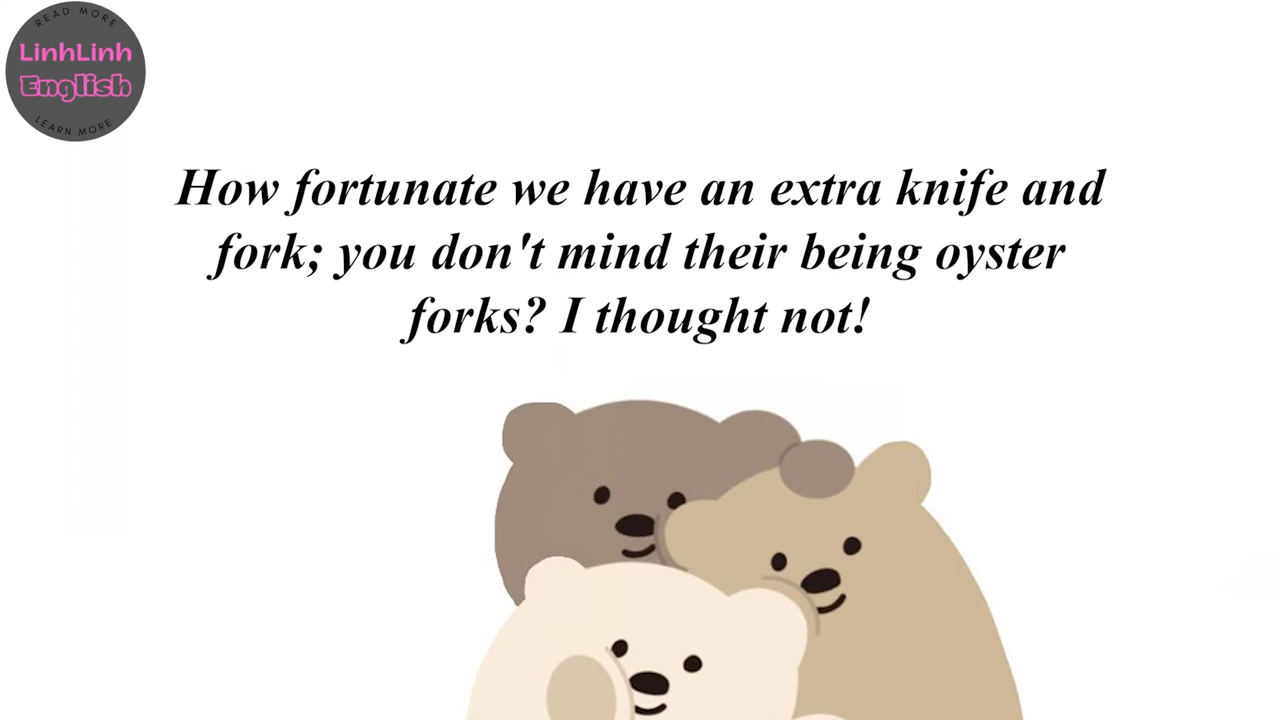 READ MORE
LinhLinh
English
LEARN MORE
How fortunate we have an extra knife and
fork; you don't mind their being oyster
forks? I thought not!